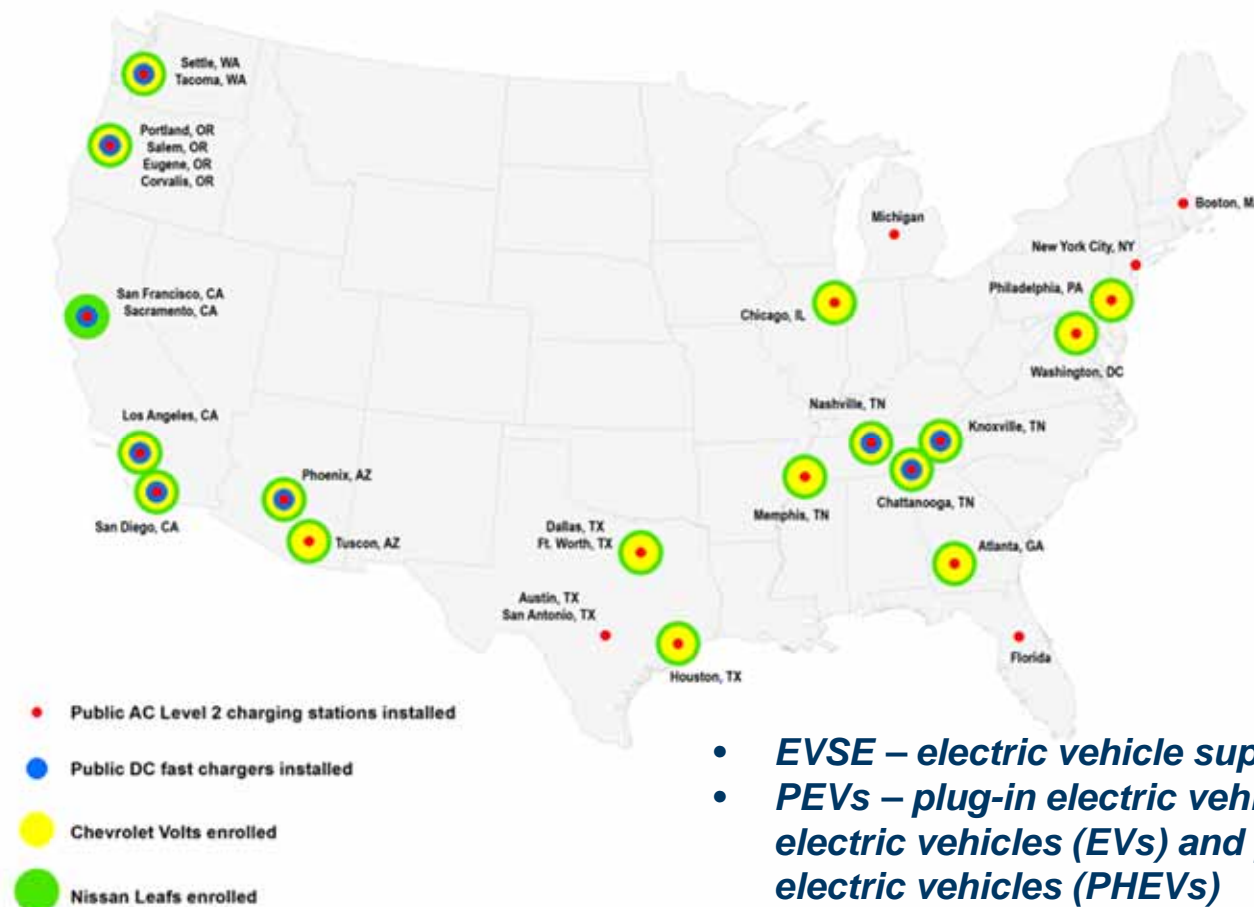 Settle, WA
Tacoma, WA
Portland, OR
Salem, OR
Eugene, OR
Corvalis, OR
San Francisco, CA
Sacramento, CA
Los Angeles, CA
San Diego, CA
Phoenix, AZ
Tuscon, AZ
Dallas, TX
Ft. Worth, TX
Austin, TX
San Antonio, TX
Houston, TX
Michigan
Chicago, IL
Boston, M
New York City, NY
Philadelphia, PA
Washington, DC
Nashville, TN
Knoxville, TN
Memphis, TN
Chattanooga, TN
Atlanta, GA
Florida
Public AC Level 2 charging stations installed
Public DC fast chargers installed
Chevrolet Volts enrolled
Nissan Leafs enrolled
• EVSE – electric vehicle sup
• PEVs – plug-in electric vehi
electric vehicles (EVs) and
electric vehicles (PHEVs)